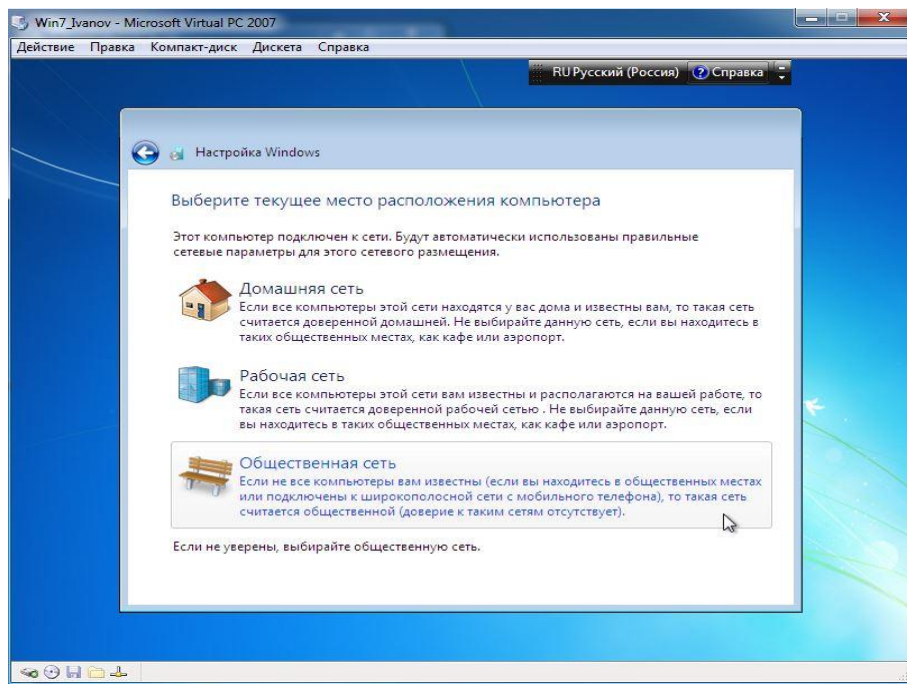 Win7_Ivanov - Microsoft Virtual PC 2007
Действие Правка Компакт-диск Дискета Справка
RU Русский (Россия) ? Справка
Настройка Windows
Выберите текущее место расположения компьютера
Этот компьютер подключен к сети. Будут автоматически использованы правильные
сетевые параметры для этого сетевого размещения.
Домашняя сеть
Если все компьютеры этой сети находятся у вас дома и известны вам, то такая сеть
считается доверенной домашней. Не выбирайте данную сеть, если вы находитесь в
таких общественных местах, как кафе или аэропорт.
Рабочая сеть
Если все компьютеры этой сети вам известны и располагаются на вашей работе, то
такая сеть считается доверенной рабочей сетью . Не выбирайте данную сеть, если
вы находитесь в таких общественных местах, как кафе или аэропорт.
Общественная сеть
Если не все компьютеры вам известны (если вы находитесь в общественных местах
или подключены к широкополосной сети с мобильного телефона), то такая сеть
считается общественной (доверие к таким сетям отсутствует).
Если не уверены, выбирайте общественную сеть.